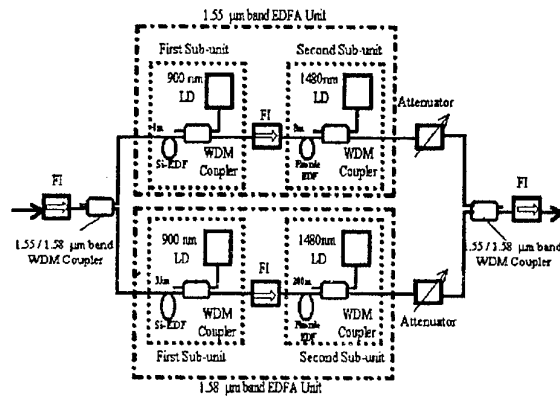 1.55 μm band EDFA Unit
First Sub-unit
Second Sub-unit
900 nm
LD
1480nm
LD
FI
Attenuator
Si-EDF
WDM
Coupler
EDF
WDM
Coupler
FI
1.55 / 1.58 μm band
WDM Coupler
FI
1.55 / 1.58 μm band
WDM Coupler
900 nm
LD
1480nm
LD
FI
33m
Si-EDF
WDM
Coupler
EDF
WDM
Coupler
Attenuator
First Sub-unit
Second Sub-unit
1.58 μm band EDFA Unit